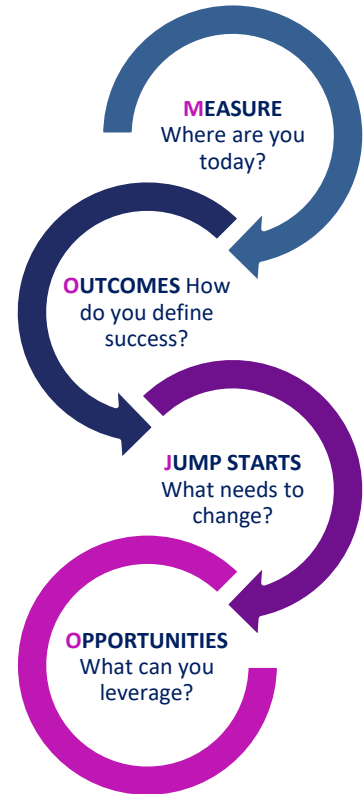 MEASURE
Where are you
today?
OUTCOMES How
do you define
success?
JUMP STARTS
What needs to
change?
OPPORTUNITIES
What can you
leverage?